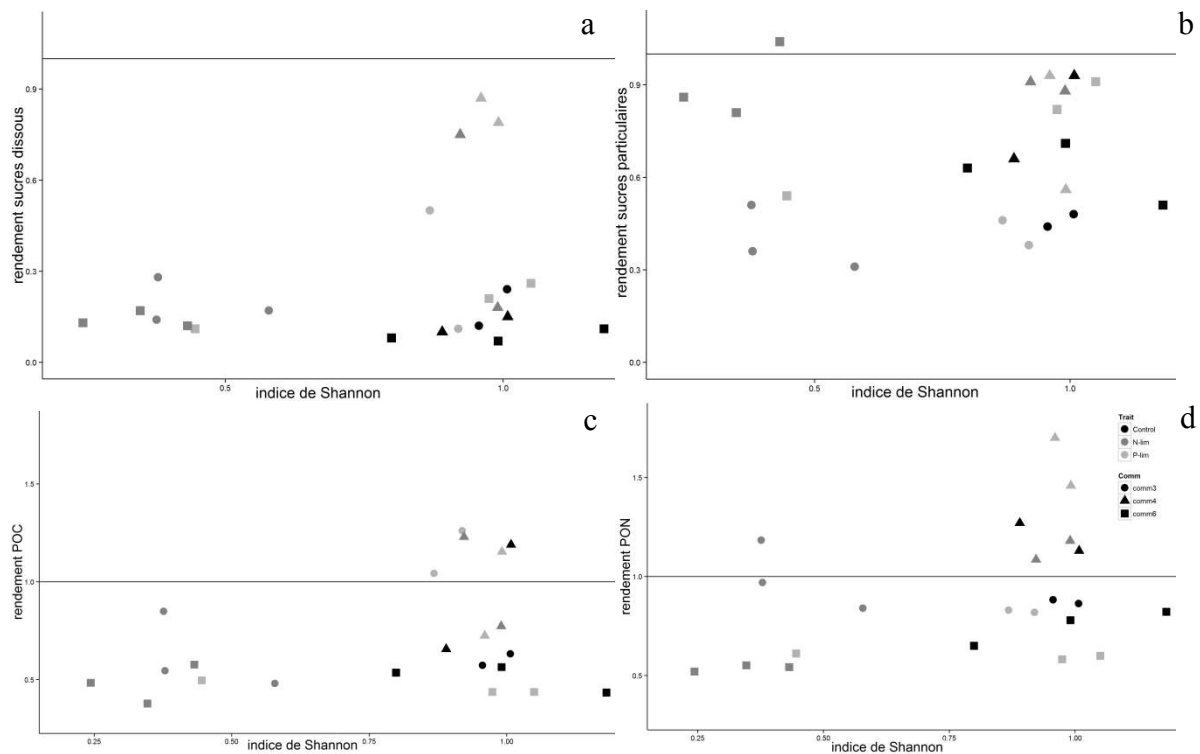 a
rendement sucres dissous
0.9
0.6
0.3
0.0
0.5
1.0
indice de Shannon
b
rendement sucres particulaires
0.9
0.6
0.3
0.0
0.5
1.0
indice de Shannon
c
rendement POC
1.5
1.0
0.5
0.25
0.50
0.75
1.00
indice de Shannon
d
rendement PON
1.5
1.0
0.5
0.25
0.50
0.75
1.00
indice de Shannon
Trait
Control
N-lim
P-lim
Comm
comm3
comm4
comm6